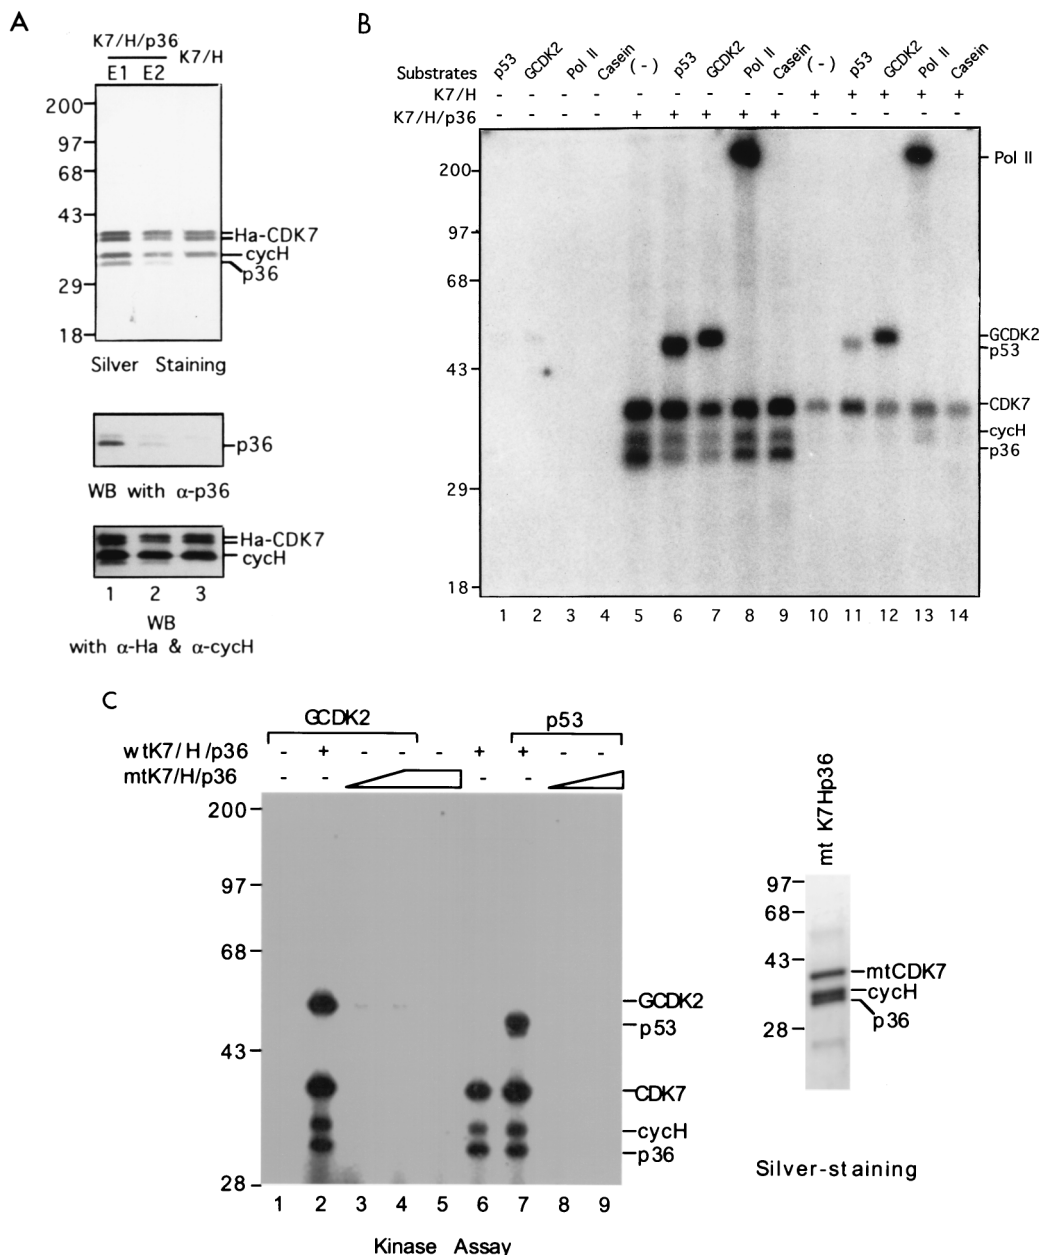 A
K7/H/p36 K7/H
E1 E2
200
97
68
43
Ha-CDK7
cycH
p36
29
18
Silver Staining
p36
WB with α-p36
Ha-CDK7
cycH
1 2 3
WB
with α-Ha & α-cycH
B
Substrates p53 GCDK2 Pol II Casein (-) p53 GCDK2 Pol II Casein (-) p53 GCDK2 Pol II Casein
K7/H - - - - - - - - - + + + + +
K7/H/p36 - - - - + + + + + - - - - -
Pol II
200
97
68
GCDK2
p53
43
CDK7
cycH
p36
29
18
1 2 3 4 5 6 7 8 9 10 11 12 13 14
C
GCDK2 p53
wtK7/H/p36 - + - - - + + - -
mtK7/H/p36 - - - -
200
97
68
GCDK2
p53
43
CDK7
cycH
p36
28
1 2 3 4 5 6 7 8 9
Kinase Assay
mt K7Hp36
97
68
43
mtCDK7
cycH
p36
28
Silver-staining